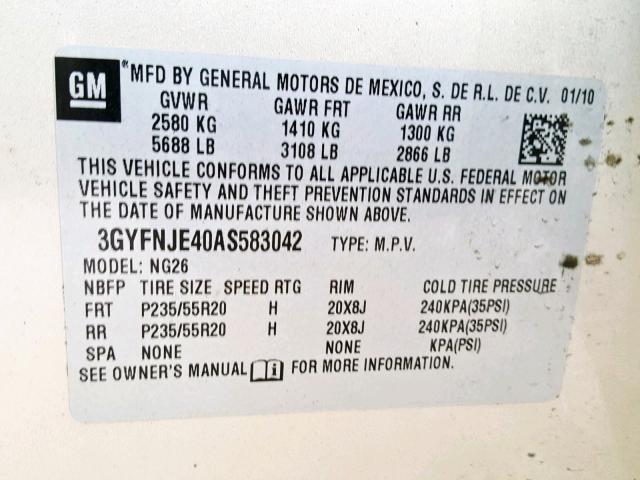 GM
MFD BY GENERAL MOTORS DE MEXICO, S. DE R.L. DE C.V. 01/10
GVWR GAWR FRT GAWR RR
2580 KG 1410 KG 1300 KG
5688 LB 3108 LB 2866 LB
THIS VEHICLE CONFORMS TO ALL APPLICABLE U.S. FEDERAL MOTOR
VEHICLE SAFETY AND THEFT PREVENTION STANDARDS IN EFFECT ON
THE DATE OF MANUFACTURE SHOWN ABOVE.
3GYFNJE40AS583042 TYPE: M.P.V.
MODEL: NG26
NBFP TIRE SIZE SPEED RTG RIM COLD TIRE PRESSURE
FRT P235/55R20 H 20X8J 240KPA(35PSI)
RR P235/55R20 H 20X8J 240KPA(35PSI)
SPA NONE NONE KPA(PSI)
SEE OWNER'S MANUAL FOR MORE INFORMATION.